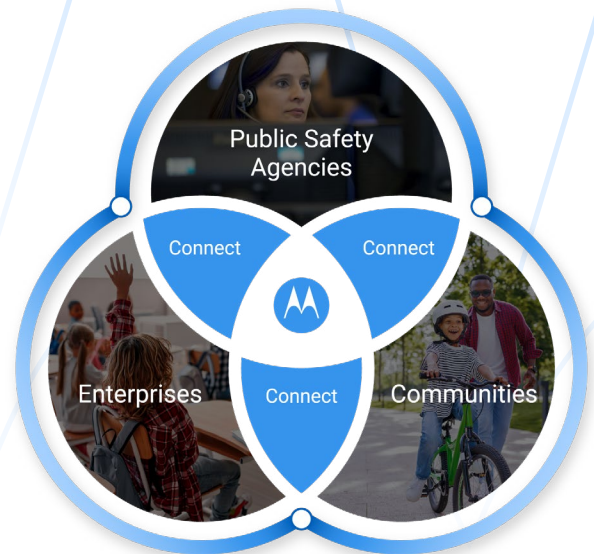 Public Safety
Agencies
Connect
Connect
Enterprises
Connect
Communities